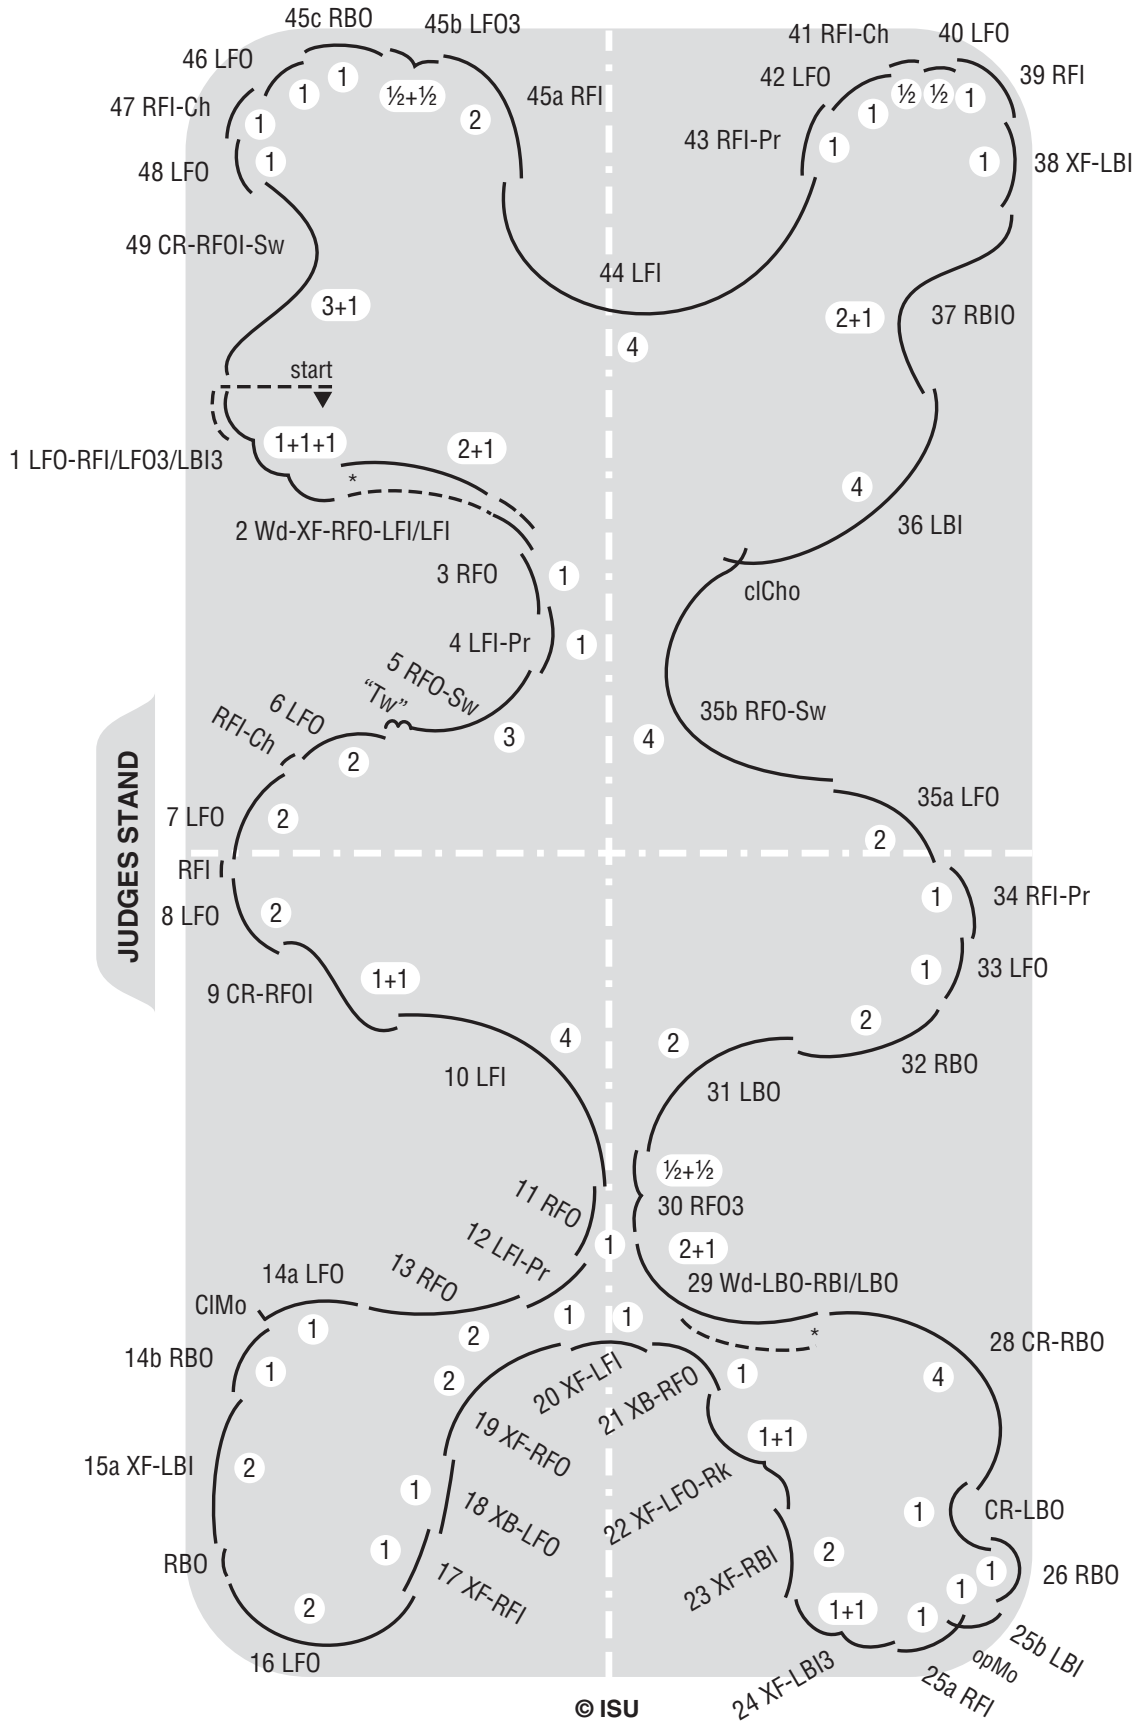 45c RBO
45b LFO3
41 RFI-Ch
40 LFO
46 LFO
42 LFO
39 RFI
1
1
½+½
45a RFI
½
½
1
47 RFI-Ch
1
2
1
43 RFI-Pr
1
1
38 XF-LBI
48 LFO
1
49 CR-RFOI-Sw
44 LFI
3+1
2+1
37 RBIO
4
start
1+1+1
2+1
1 LFO-RFI/LFO3/LBI3
*
4
2 Wd-XF-RFO-LFI/LFI
36 LBI
3 RFO
1
clCho
4 LFI-Pr
1
5 RFO-Sw
"Tw"
6 LFO
RFI-Ch
3
2
35b RFO-Sw
4
JUDGES STAND
7 LFO
2
35a LFO
2
RFI
1
34 RFI-Pr
8 LFO
2
1
33 LFO
9 CR-RFOI
1+1
2
4
2
32 RBO
10 LFI
31 LBO
½+½
11 RFO
30 RFO3
12 LFI-Pr
1
2+1
13 RFO
14a LFO
29 Wd-LBO-RBI/LBO
ClMo
1
2
1
1
*
28 CR-RBO
14b RBO
1
2
20 XF-LFI
1
4
21 XB-RFO
19 XF-RFO
1+1
15a XF-LBI
2
1
22 XF-LFO-Rk
18 XB-LFO
1
CR-LBO
RBO
1
2
17 XF-RFI
23 XF-RBI
1
26 RBO
2
1+1
1
1
16 LFO
24 XF-LBI3
25b LBI
opMo
25a RFI
© ISU